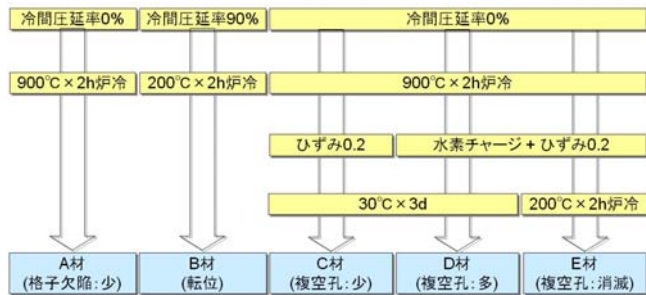 冷間圧延率0%
冷間圧延率90%
冷間圧延率0%
900℃×2h炉冷
200℃×2h炉冷
900℃×2h炉冷
ひずみ0.2
水素チャージ + ひずみ0.2
30℃×3d
200℃×2h炉冷
A材
(格子欠陥:少)
B材
(転位)
C材
(複空孔:少)
D材
(複空孔:多)
E材
(複空孔:消滅)